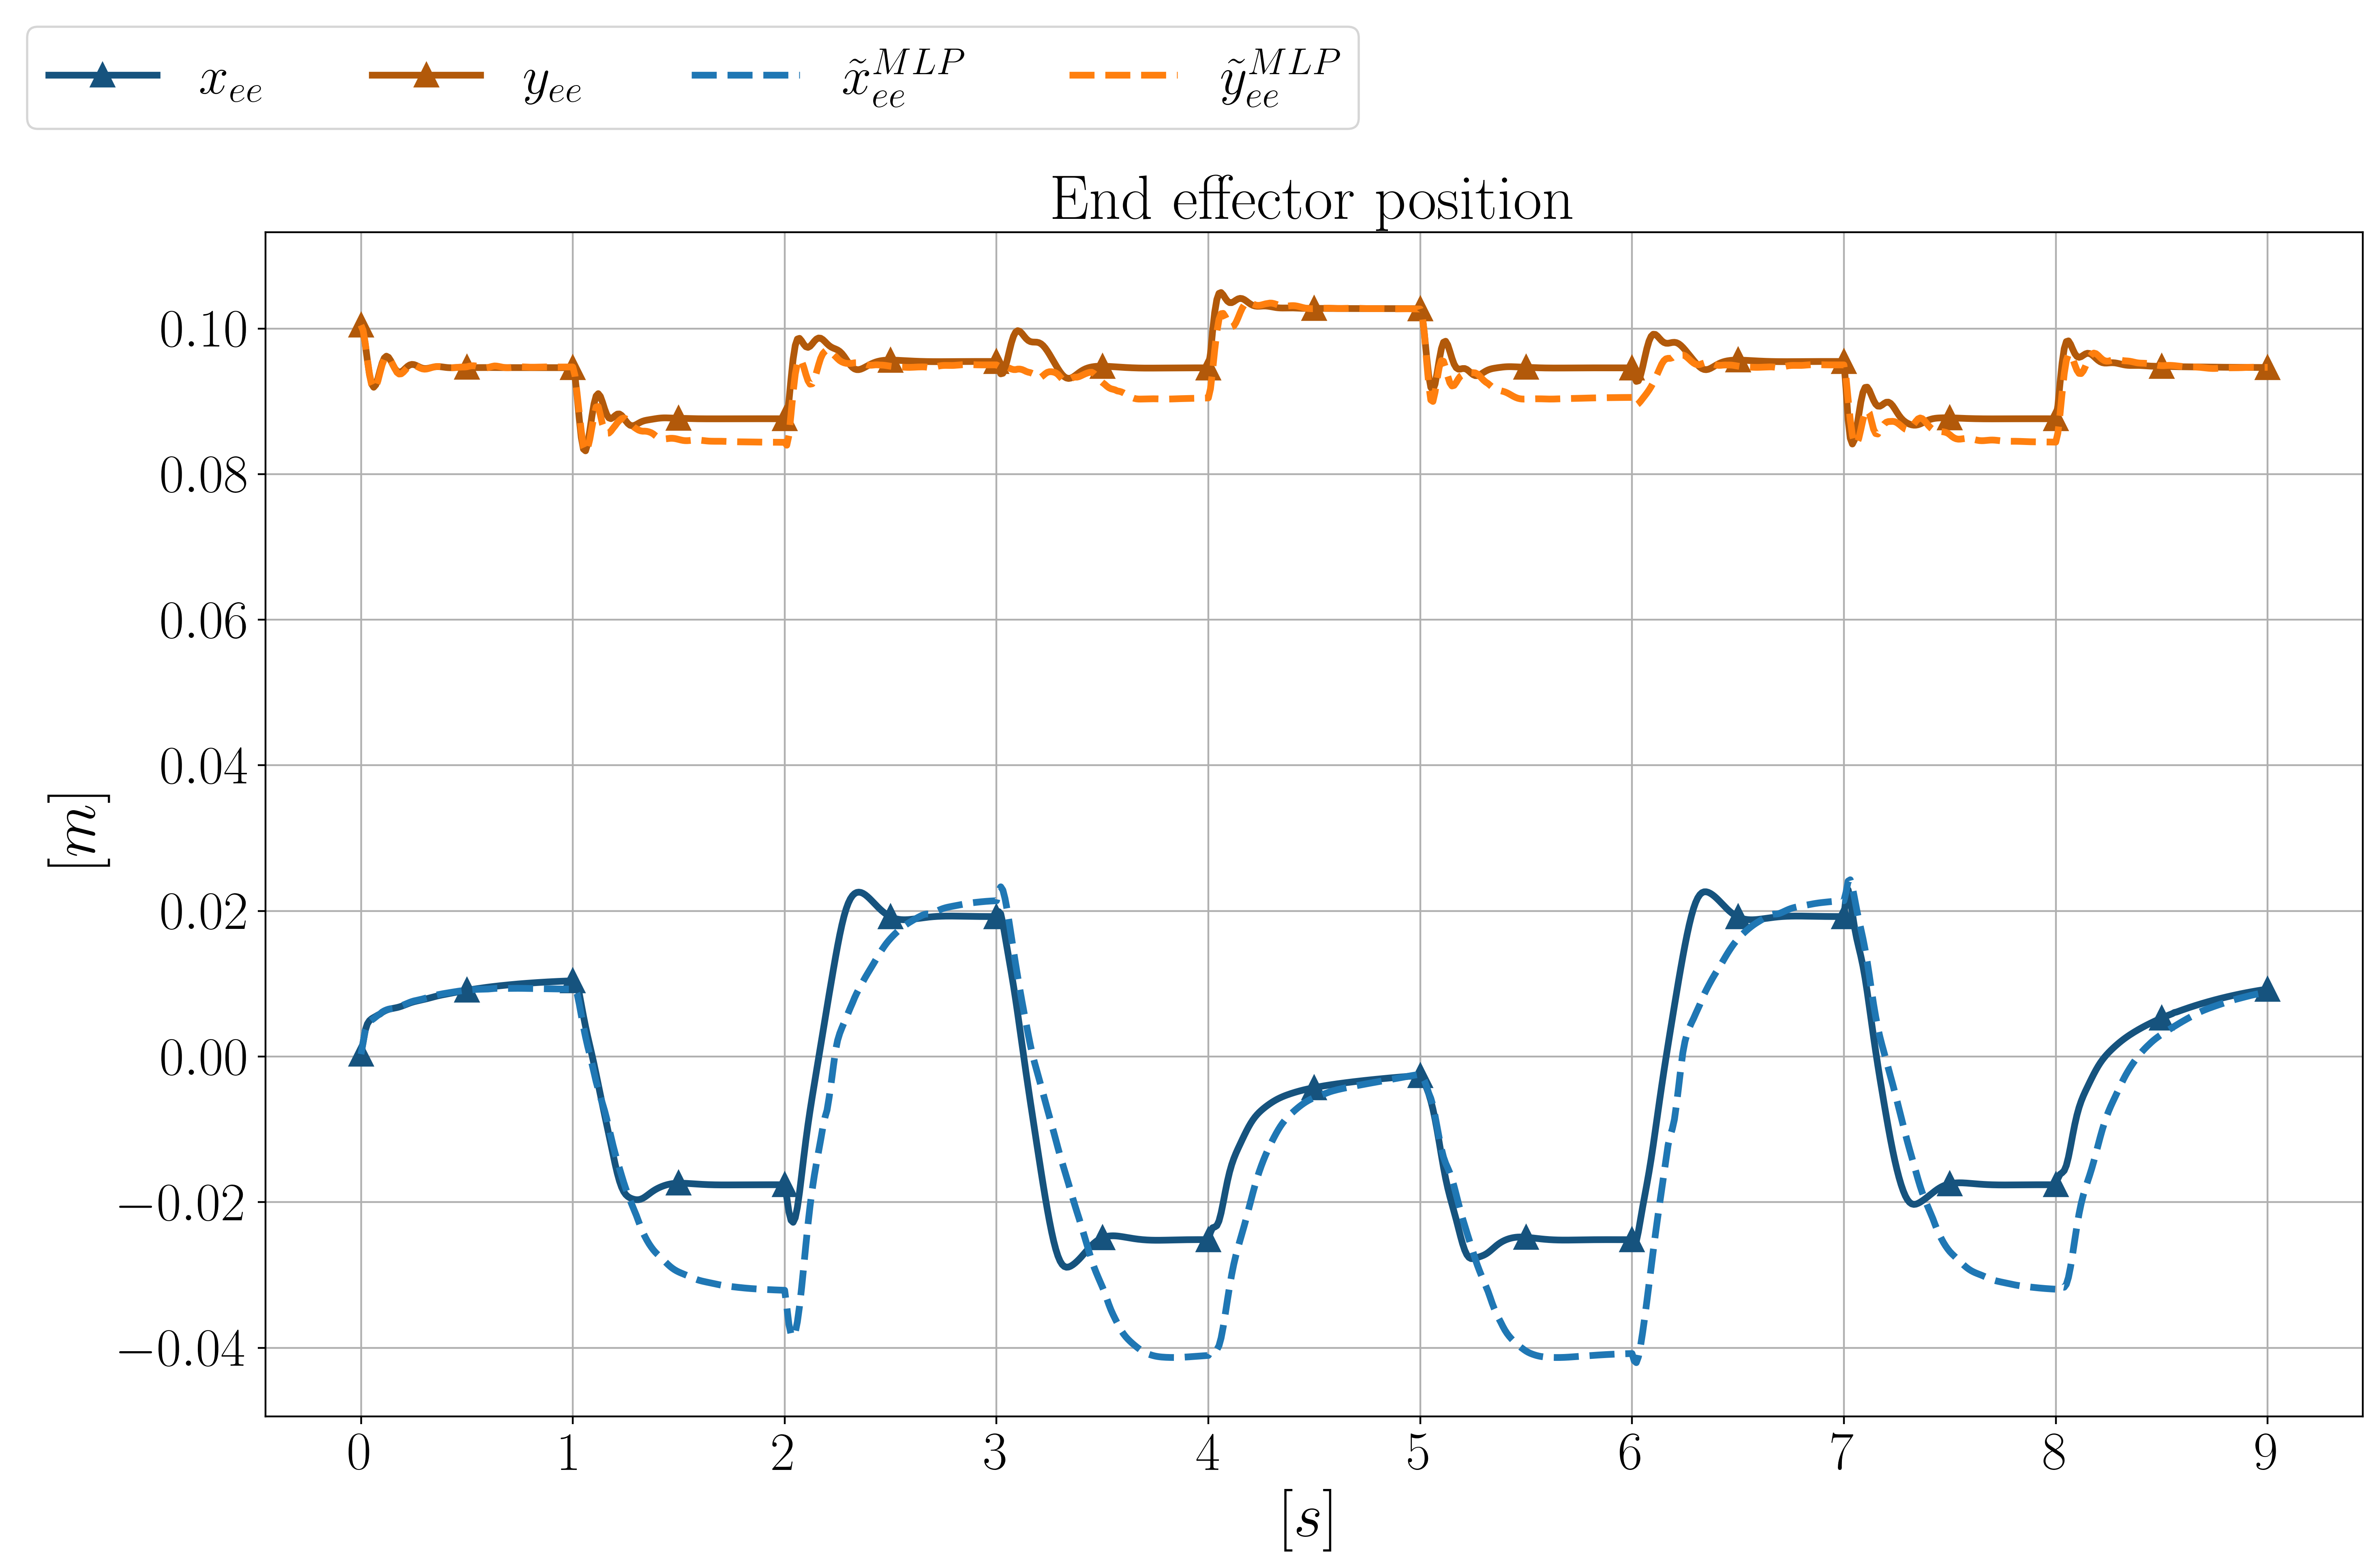 x_ee y_ee x̃_ee^MLP ỹ_ee^MLP
End effector position
0.10
0.08
0.06
0.04
0.02
0.00
−0.02
−0.04
[m]
0 1 2 3 4 5 6 7 8 9
[s]